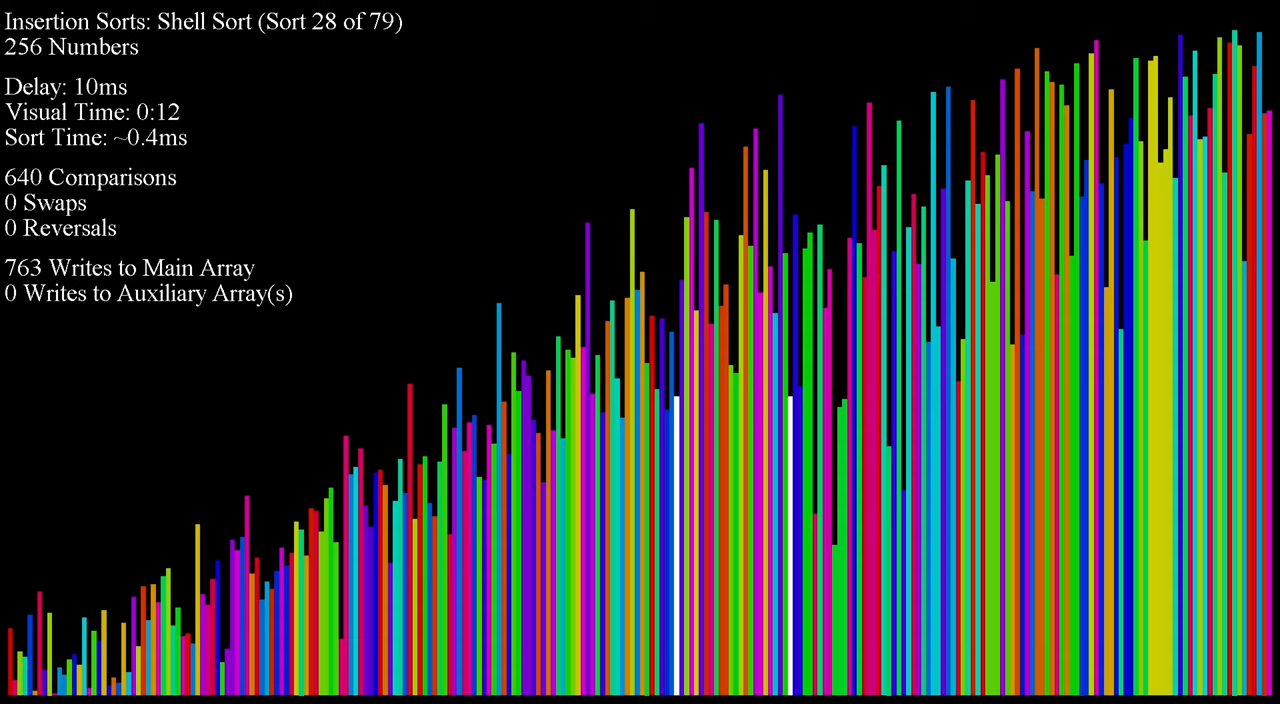 Insertion Sorts: Shell Sort (Sort 28 of 79)
256 Numbers
Delay: 10ms
Visual Time: 0:12
Sort Time: ~0.4ms
640 Comparisons
0 Swaps
0 Reversals
763 Writes to Main Array
0 Writes to Auxiliary Array(s)